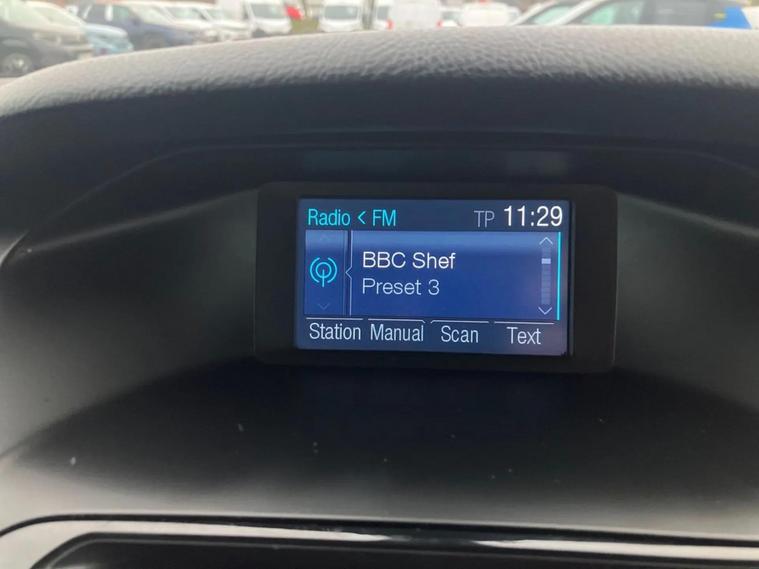 Radio < FM TP 11:29
BBC Shef
Preset 3
Station Manual Scan Text